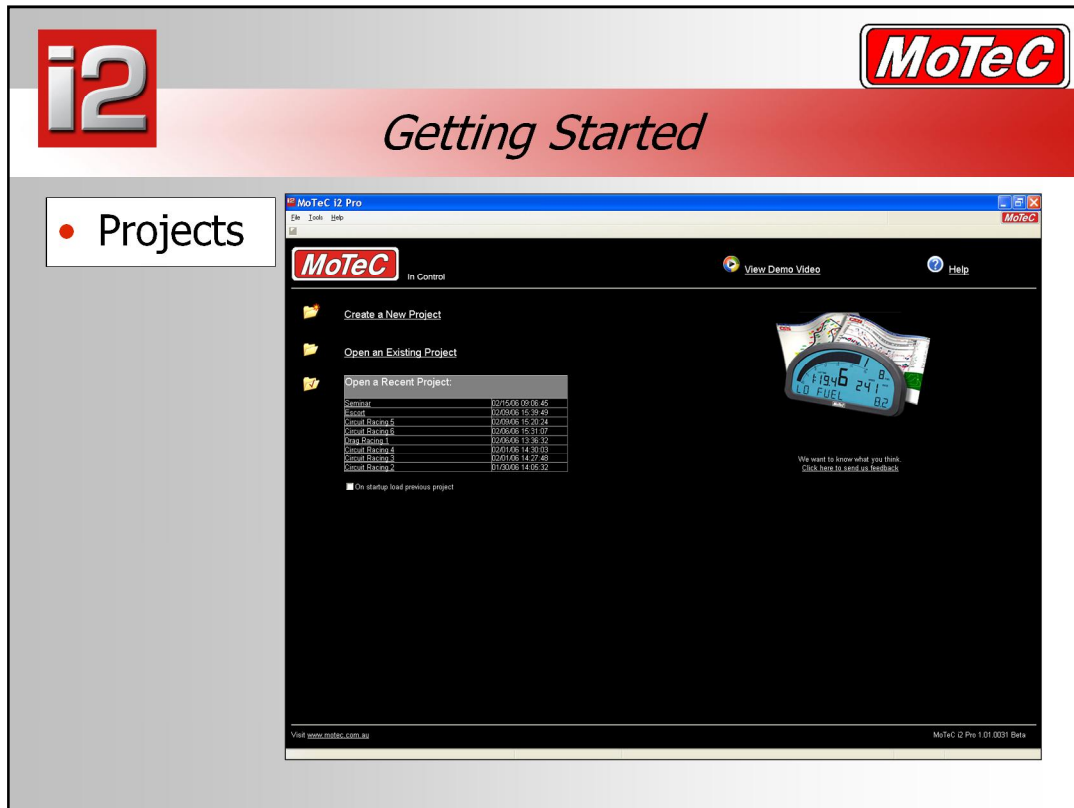 i2
MoTeC
Getting Started
• Projects
MoTeC i2 Pro
File Tools Help
MoTeC
MoTeC In Control
View Demo Video
Help
Create a New Project
Open an Existing Project
Open a Recent Project:
Seminar 02/15/06 09:06:45
Escort 02/09/06 15:39:49
Circuit Racing 5 02/09/06 15:20:24
Circuit Racing 6 02/06/06 15:31:07
Drag Racing 1 02/06/06 13:36:32
Circuit Racing 4 02/01/06 14:30:03
Circuit Racing 3 02/01/06 14:27:48
Circuit Racing 2 01/30/06 14:05:32
On startup load previous project
19.46 241
LO FUEL 82
We want to know what you think.
Click here to send us feedback
Visit www.motec.com.au
MoTeC i2 Pro 1.01.0031 Beta